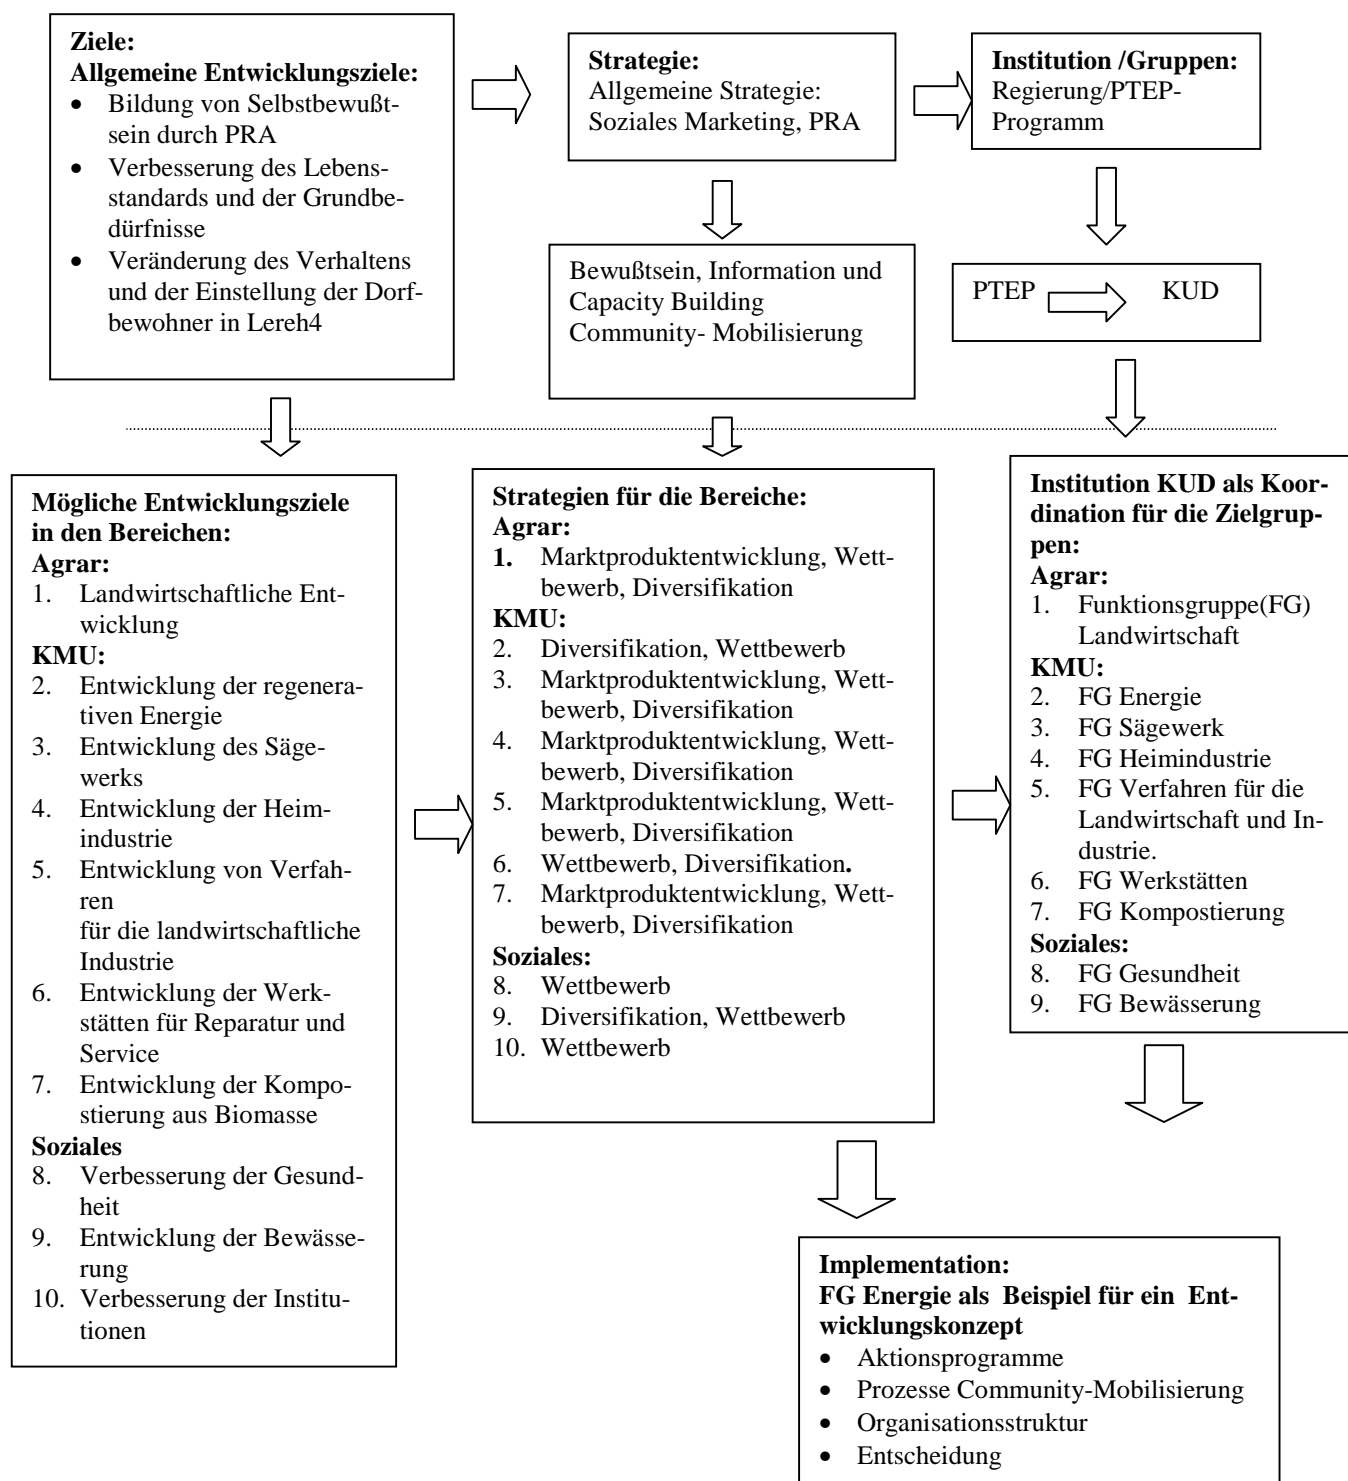 Ziele:
Allgemeine Entwicklungsziele:
• Bildung von Selbstbewußt-
sein durch PRA
• Verbesserung des Lebens-
standards und der Grundbe-
dürfnisse
• Veränderung des Verhaltens
und der Einstellung der Dorf-
bewohner in Lereh4
Strategie:
Allgemeine Strategie:
Soziales Marketing, PRA
Institution /Gruppen:
Regierung/PTEP-
Programm
Bewußtsein, Information und
Capacity Building
Community- Mobilisierung
PTEP KUD
Mögliche Entwicklungsziele
in den Bereichen:
Agrar:
1. Landwirtschaftliche Ent-
wicklung
KMU:
2. Entwicklung der regenera-
tiven Energie
3. Entwicklung des Säge-
werks
4. Entwicklung der Heim-
industrie
5. Entwicklung von Verfah-
ren
für die landwirtschaftliche
Industrie
6. Entwicklung der Werk-
stätten für Reparatur und
Service
7. Entwicklung der Kompo-
stierung aus Biomasse
Soziales
8. Verbesserung der Gesund-
heit
9. Entwicklung der Bewässe-
rung
10. Verbesserung der Institu-
tionen
Strategien für die Bereiche:
Agrar:
1. Marktproduktentwicklung, Wett-
bewerb, Diversifikation
KMU:
2. Diversifikation, Wettbewerb
3. Marktproduktentwicklung, Wett-
bewerb, Diversifikation
4. Marktproduktentwicklung, Wett-
bewerb, Diversifikation
5. Marktproduktentwicklung, Wett-
bewerb, Diversifikation
6. Wettbewerb, Diversifikation.
7. Marktproduktentwicklung, Wett-
bewerb, Diversifikation
Soziales:
8. Wettbewerb
9. Diversifikation, Wettbewerb
10. Wettbewerb
Institution KUD als Koor-
dination für die Zielgrup-
pen:
Agrar:
1. Funktionsgruppe(FG)
Landwirtschaft
KMU:
2. FG Energie
3. FG Sägewerk
4. FG Heimindustrie
5. FG Verfahren für die
Landwirtschaft und In-
dustrie.
6. FG Werkstätten
7. FG Kompostierung
Soziales:
8. FG Gesundheit
9. FG Bewässerung
Implementation:
FG Energie als Beispiel für ein Ent-
wicklungskonzept
• Aktionsprogramme
• Prozesse Community-Mobilisierung
• Organisationsstruktur
• Entscheidung